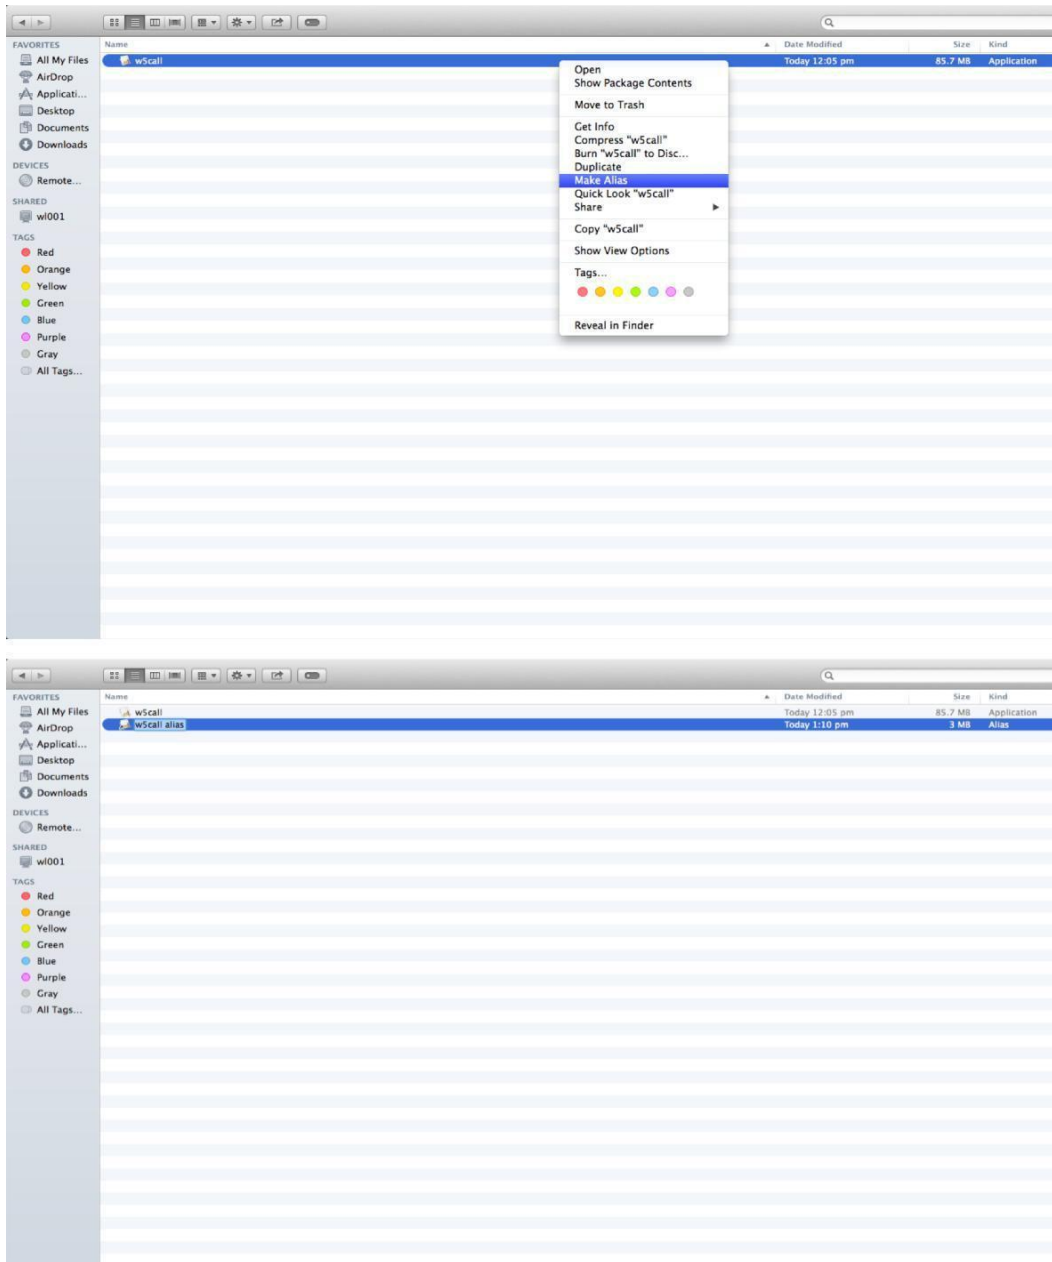 FAVORITES
All My Files
AirDrop
Applicati...
Desktop
Documents
Downloads
DEVICES
Remote...
SHARED
wl001
TAGS
Red
Orange
Yellow
Green
Blue
Purple
Gray
All Tags...
Name Date Modified Size Kind
w5call Today 12:05 pm 85.7 MB Application
Open
Show Package Contents
Move to Trash
Get Info
Compress "w5call"
Burn "w5call" to Disc...
Duplicate
Make Alias
Quick Look "w5call"
Share
Copy "w5call"
Show View Options
Tags...
Reveal in Finder
FAVORITES
All My Files
AirDrop
Applicati...
Desktop
Documents
Downloads
DEVICES
Remote...
SHARED
wl001
TAGS
Red
Orange
Yellow
Green
Blue
Purple
Gray
All Tags...
Name Date Modified Size Kind
w5call Today 12:05 pm 85.7 MB Application
w5call alias Today 1:10 pm 3 MB Alias